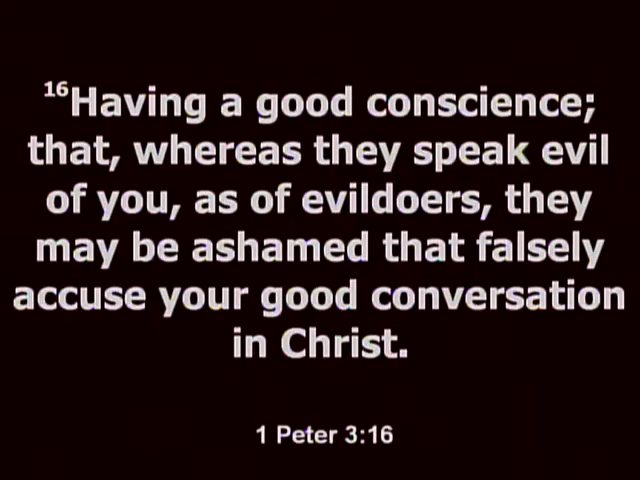 16Having a good conscience;
that, whereas they speak evil
of you, as of evildoers, they
may be ashamed that falsely
accuse your good conversation
in Christ.
1 Peter 3:16